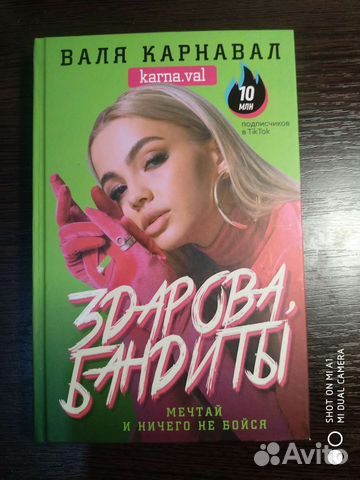 ВАЛЯ КАРНАВАЛ
karna.val
10
МЛН
подписчиков
в TikTok
ЗДАРОВА,
БАНДИТЫ
МЕЧТАЙ
И НИЧЕГО НЕ БОЙСЯ
SHOT ON MI A1
MI DUAL CAMERA
Avito